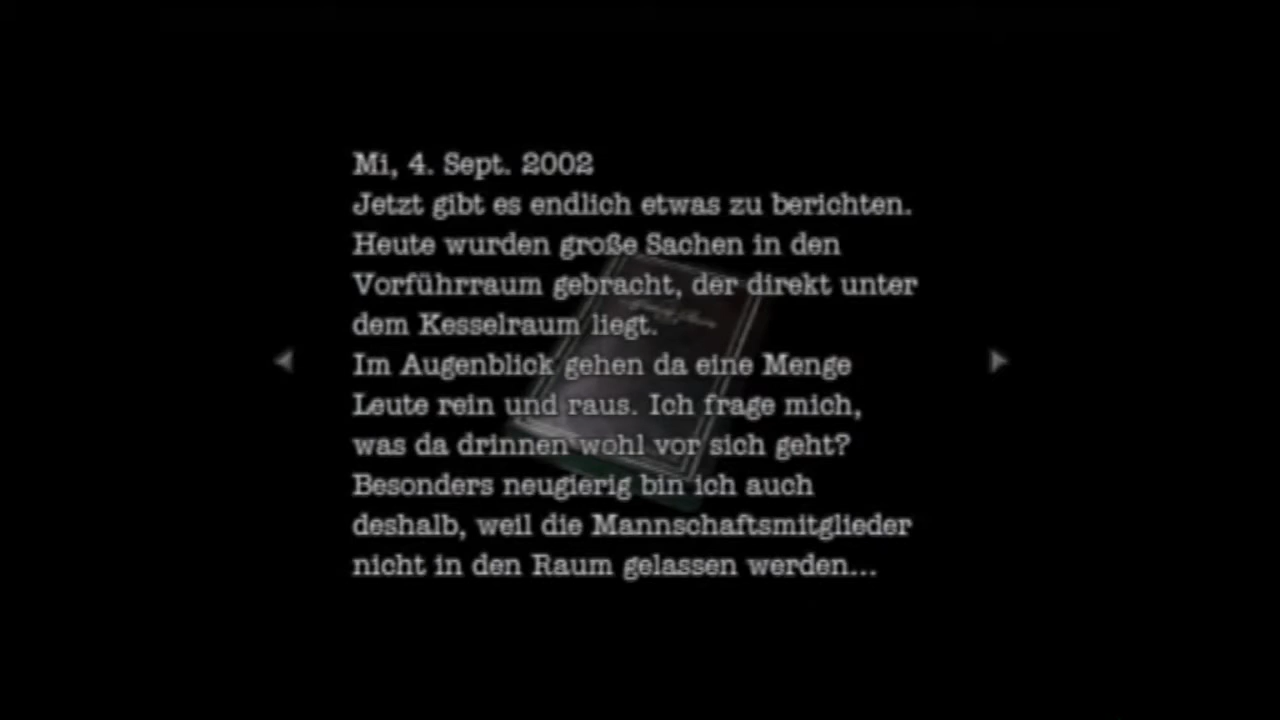 Mi, 4. Sept. 2002
Jetzt gibt es endlich etwas zu berichten.
Heute wurden große Sachen in den
Vorführraum gebracht, der direkt unter
dem Kesselraum liegt.
Im Augenblick gehen da eine Menge
Leute rein und raus. Ich frage mich,
was da drinnen wohl vor sich geht?
Besonders neugierig bin ich auch
deshalb, weil die Mannschaftsmitglieder
nicht in den Raum gelassen werden...